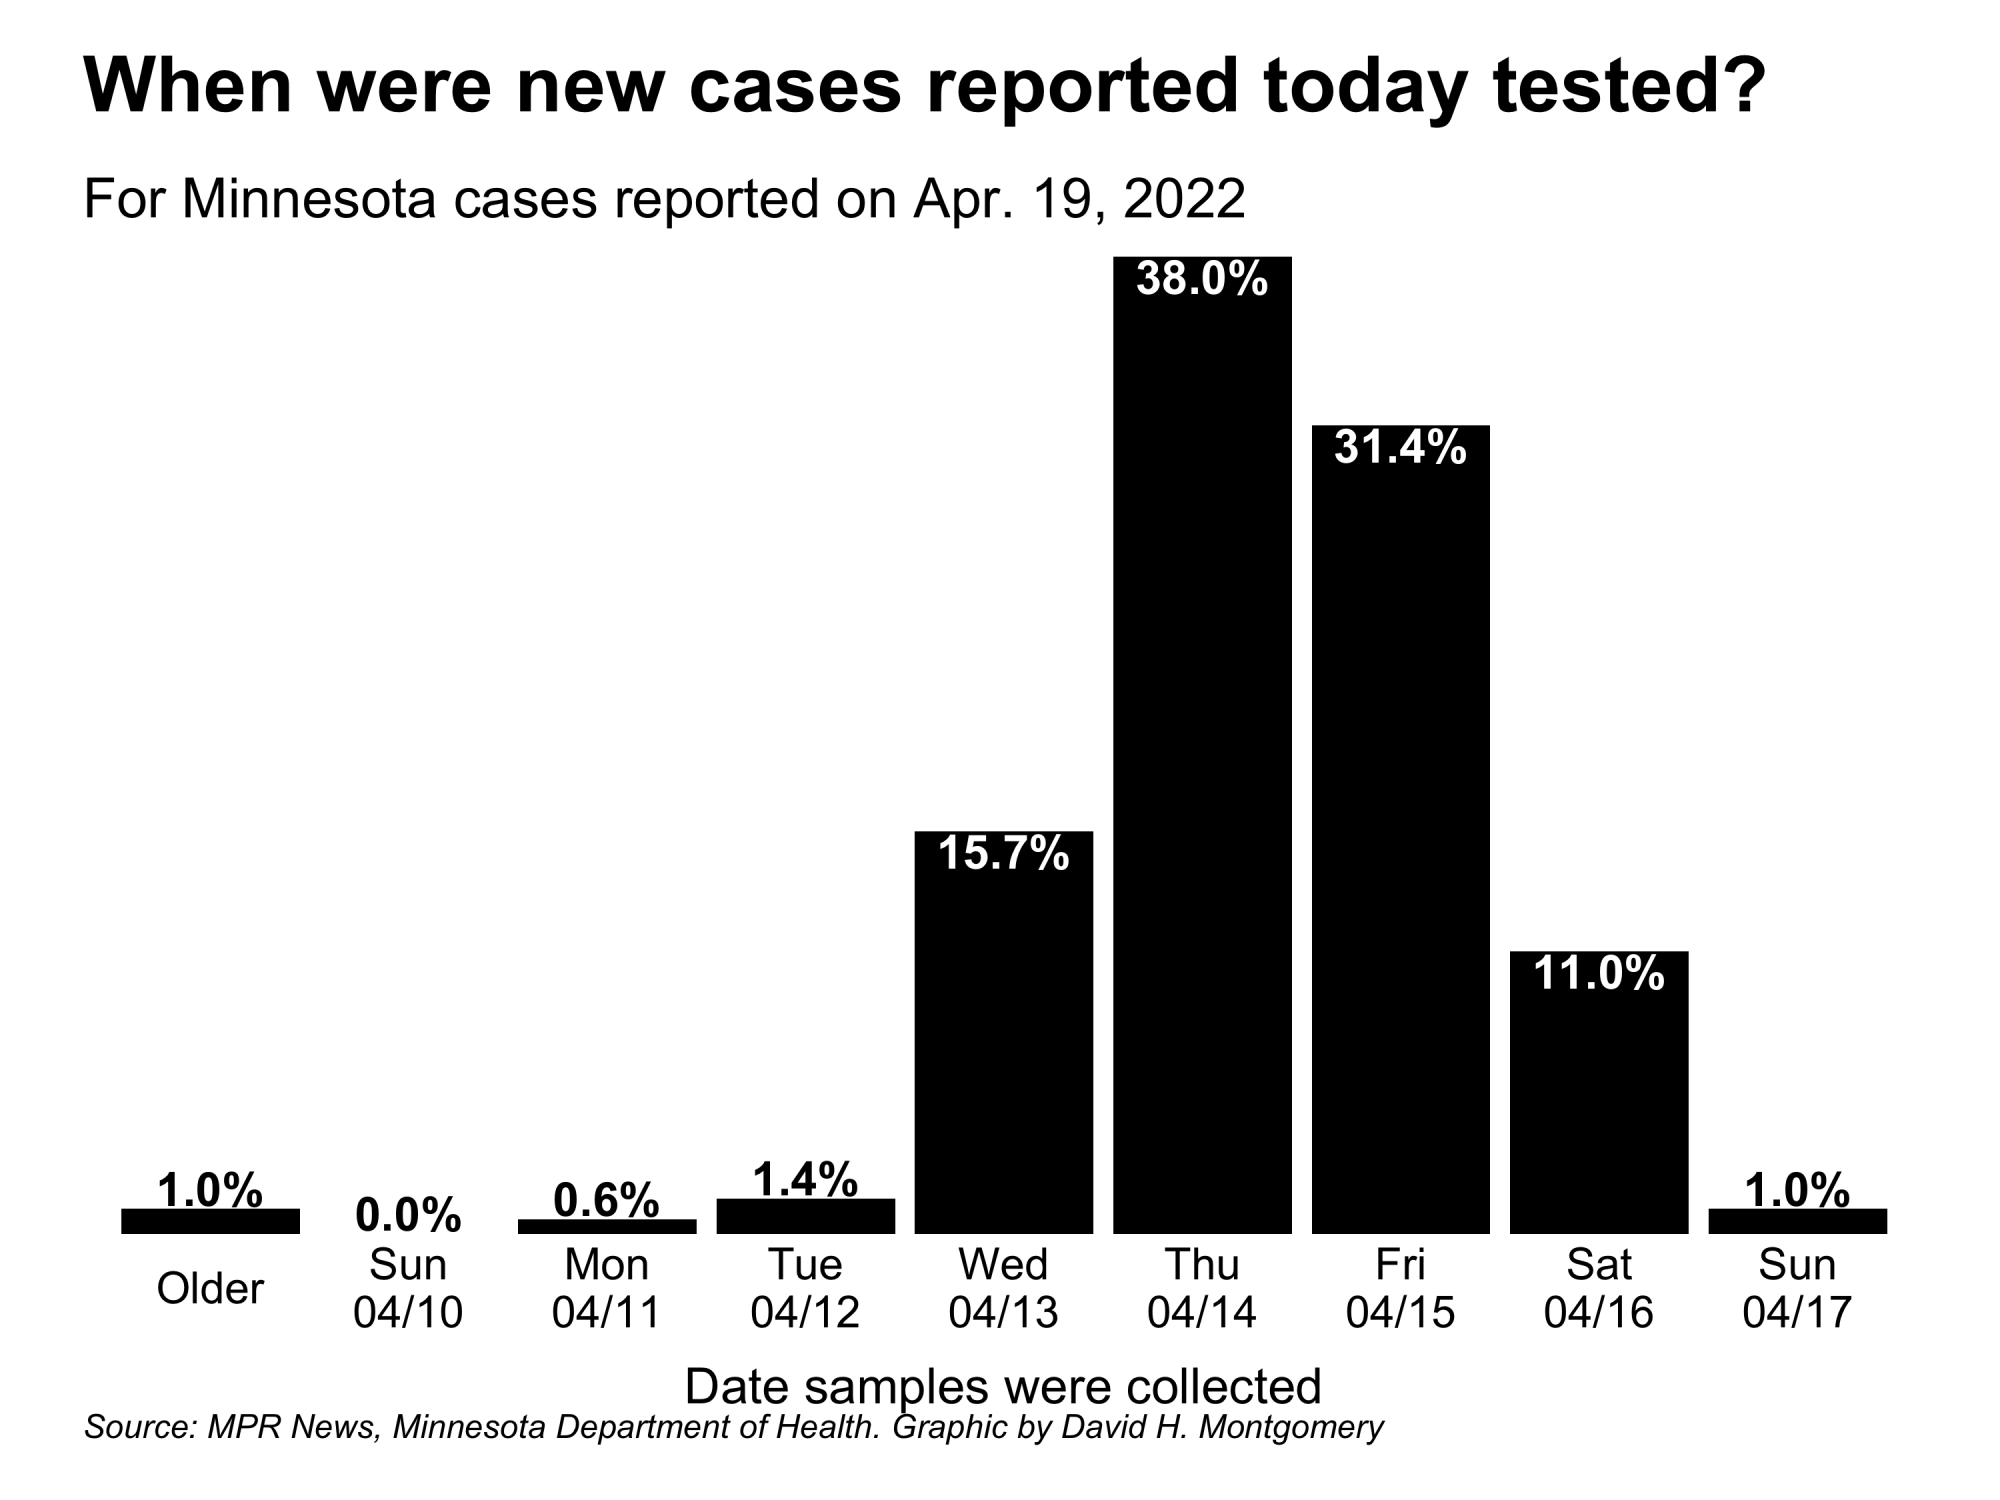 When were new cases reported today tested?
For Minnesota cases reported on Apr. 19, 2022
38.0%
31.4%
15.7%
11.0%
1.0%
0.0%
0.6%
1.4%
1.0%
Older
Sun
04/10
Mon
04/11
Tue
04/12
Wed
04/13
Thu
04/14
Fri
04/15
Sat
04/16
Sun
04/17
Date samples were collected
Source: MPR News, Minnesota Department of Health. Graphic by David H. Montgomery